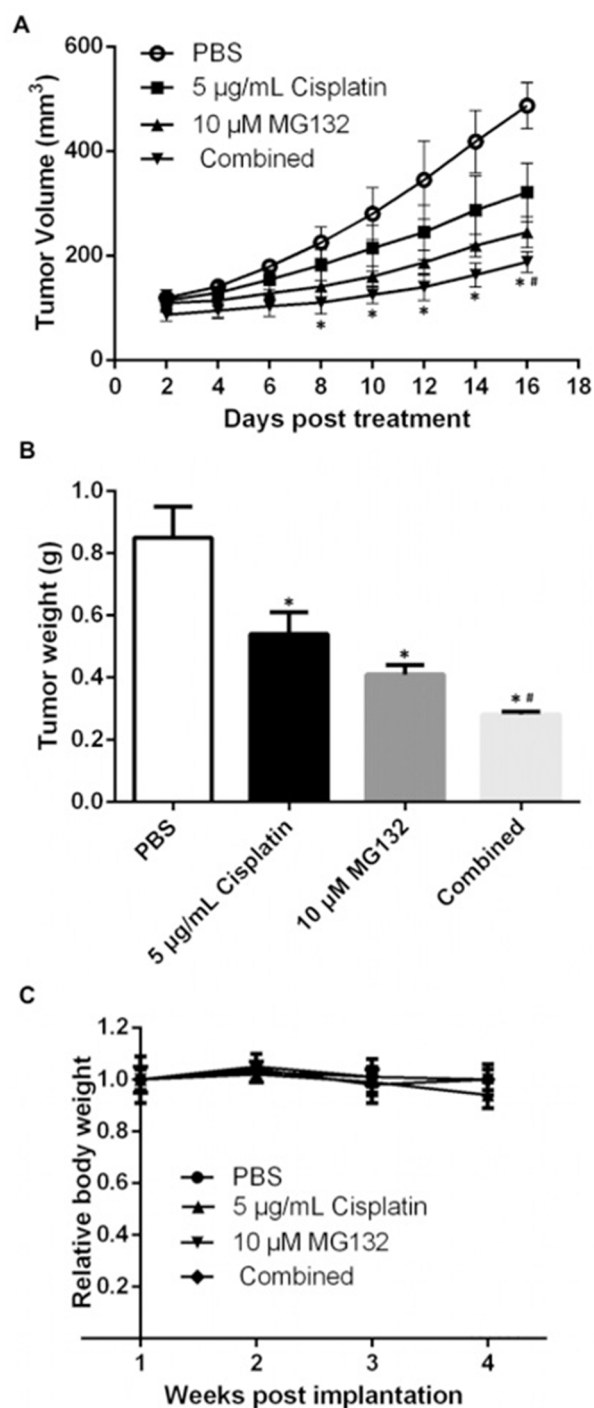 A
600
400
200
0
Tumor Volume (mm³)
PBS
5 µg/mL Cisplatin
10 µM MG132
Combined
* * * * * #
0 2 4 6 8 10 12 14 16 18
Days post treatment
B
1.0
0.8
0.6
0.4
0.2
0.0
Tumor weight (g)
*
*
* #
PBS
5 µg/mL Cisplatin
10 µM MG132
Combined
C
1.2
1.0
0.8
0.6
0.4
0.2
Relative body weight
PBS
5 µg/mL Cisplatin
10 µM MG132
Combined
1 2 3 4
Weeks post implantation